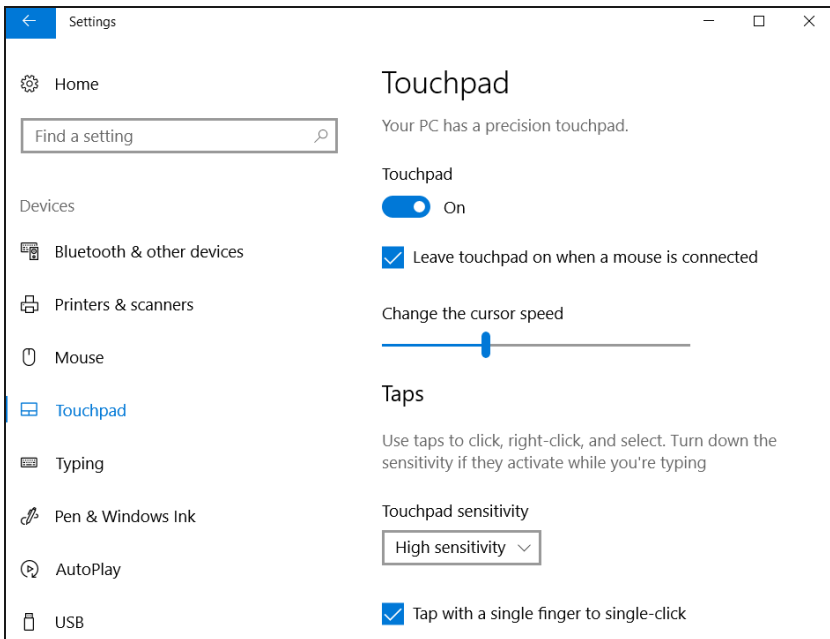 Settings
Home
Find a setting
Devices
Bluetooth & other devices
Printers & scanners
Mouse
Touchpad
Typing
Pen & Windows Ink
AutoPlay
USB
Touchpad
Your PC has a precision touchpad.
Touchpad
On
Leave touchpad on when a mouse is connected
Change the cursor speed
Taps
Use taps to click, right-click, and select. Turn down the
sensitivity if they activate while you're typing
Touchpad sensitivity
High sensitivity
Tap with a single finger to single-click